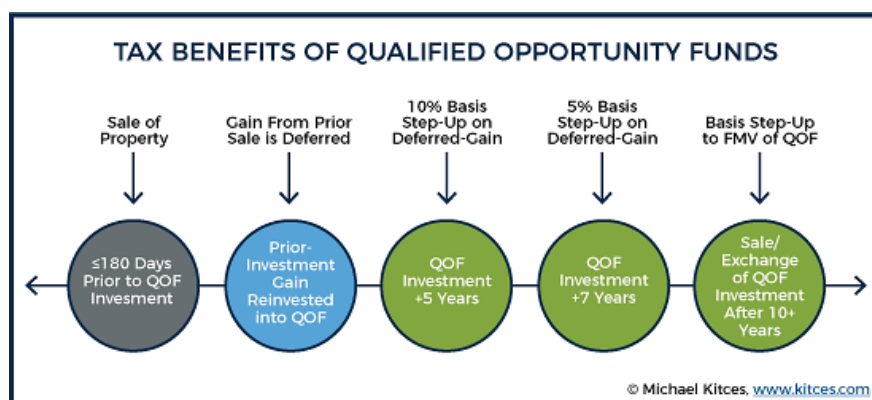 TAX BENEFITS OF QUALIFIED OPPORTUNITY FUNDS
Sale of
Property
Gain From Prior
Sale is Deferred
10% Basis
Step-Up on
Deferred-Gain
5% Basis
Step-Up on
Deferred-Gain
Basis Step-Up
to FMV of QOF
≤180 Days
Prior to QOF
Invesment
Prior-
Investment
Gain
Reinvested
into QOF
QOF
Investment
+5 Years
QOF
Investment
+7 Years
Sale/
Exchange
of QOF
Investment
After 10+
Years
© Michael Kitces, www.kitces.com